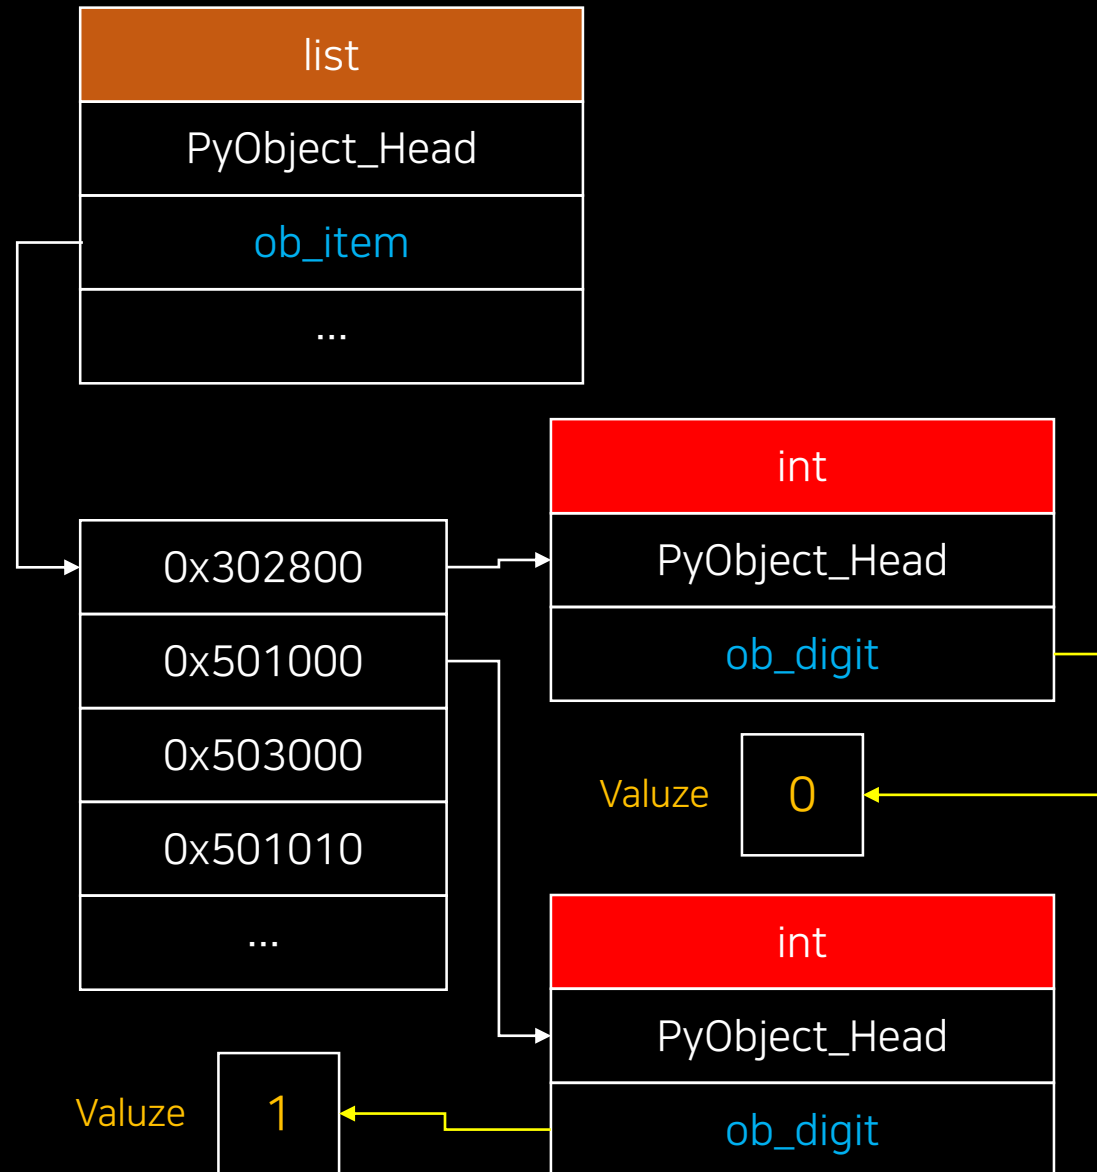 list
PyObject_Head
ob_item
...
0x302800
0x501000
0x503000
0x501010
...
int
PyObject_Head
ob_digit
Valuze
0
int
PyObject_Head
ob_digit
Valuze
1